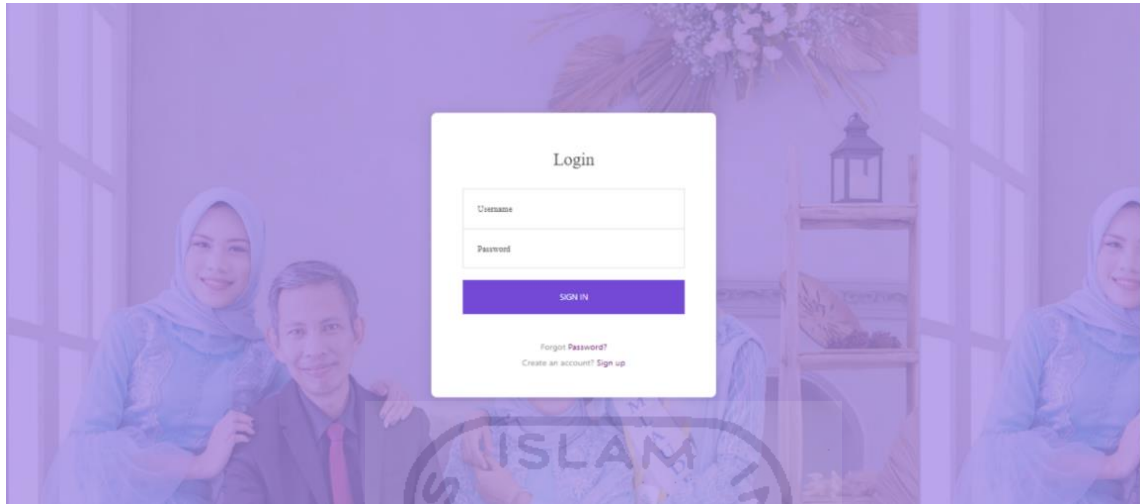 Login
Username
Password
SIGN IN
Forgot Password?
Create an account? Sign up
ISLAM